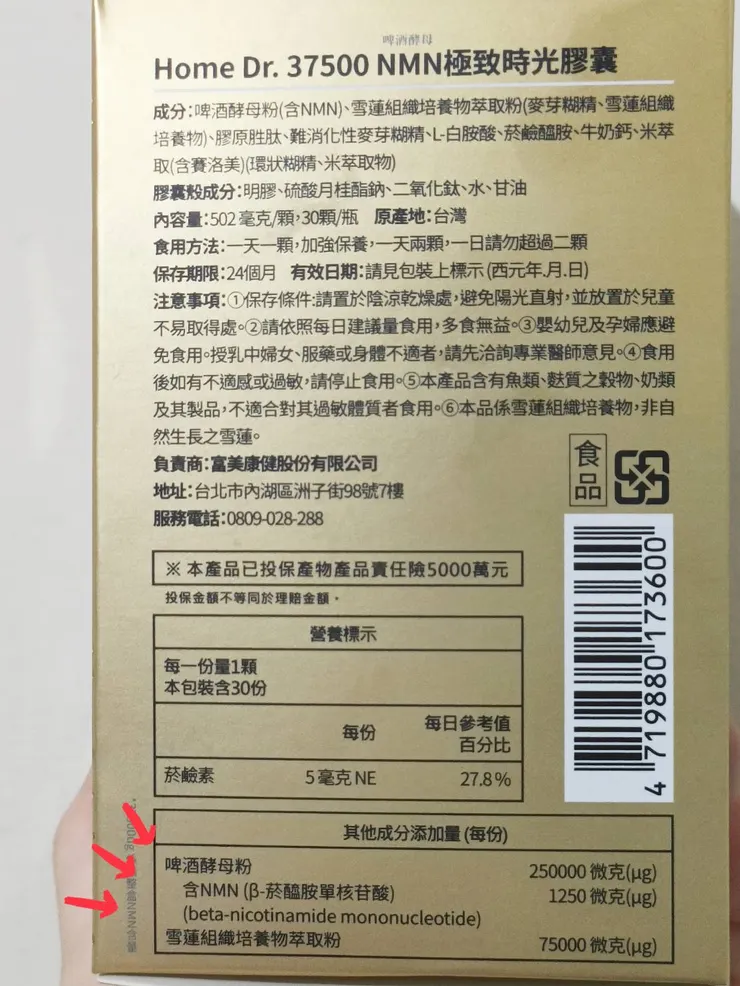 啤酒酵母
Home Dr. 37500 NMN極致時光膠囊
成分:啤酒酵母粉(含NMN)、雪蓮組織培養物萃取粉(麥芽糊精、雪蓮組織
培養物)、膠原胜肽、難消化性麥芽糊精、L-白胺酸、菸鹼醯胺、牛奶鈣、米萃
取(含賽洛美)(環狀糊精、米萃取物)
膠囊殼成分:明膠、硫酸月桂酯鈉、二氧化鈦、水、甘油
內容量:502毫克/顆,30顆/瓶 原產地:台灣
食用方法:一天一顆,加強保養,一天兩顆,一日請勿超過二顆
保存期限:24個月 有效日期:請見包裝上標示(西元年.月.日)
注意事項:①保存條件:請置於陰涼乾燥處,避免陽光直射,並放置於兒童
不易取得處。②請依照每日建議量食用,多食無益。③嬰幼兒及孕婦應避
免食用。授乳中婦女、服藥或身體不適者,請先洽詢專業醫師意見。④食用
後如有不適感或過敏,請停止食用。⑤本產品含有魚類、麩質之穀物、奶類
及其製品,不適合對其過敏體質者食用。⑥本品係雪蓮組織培養物,非自
然生長之雪蓮。
負責商:富美康健股份有限公司
地址:台北市內湖區洲子街98號7樓
服務電話:0809-028-288
食品
※ 本產品已投保產物產品責任險5000萬元
投保金額不等同於理賠金額。
營養標示
每一份量1顆
本包裝含30份
每份 每日參考值
百分比
菸鹼素 5毫克NE 27.8%
4 719880 173600
其他成分添加量(每份)
啤酒酵母粉 250000 微克(μg)
含NMN (β-菸醯胺單核苷酸) 1250 微克(μg)
(beta-nicotinamide mononucleotide)
雪蓮組織培養物萃取粉 75000 微克(μg)
整盒NMN含量